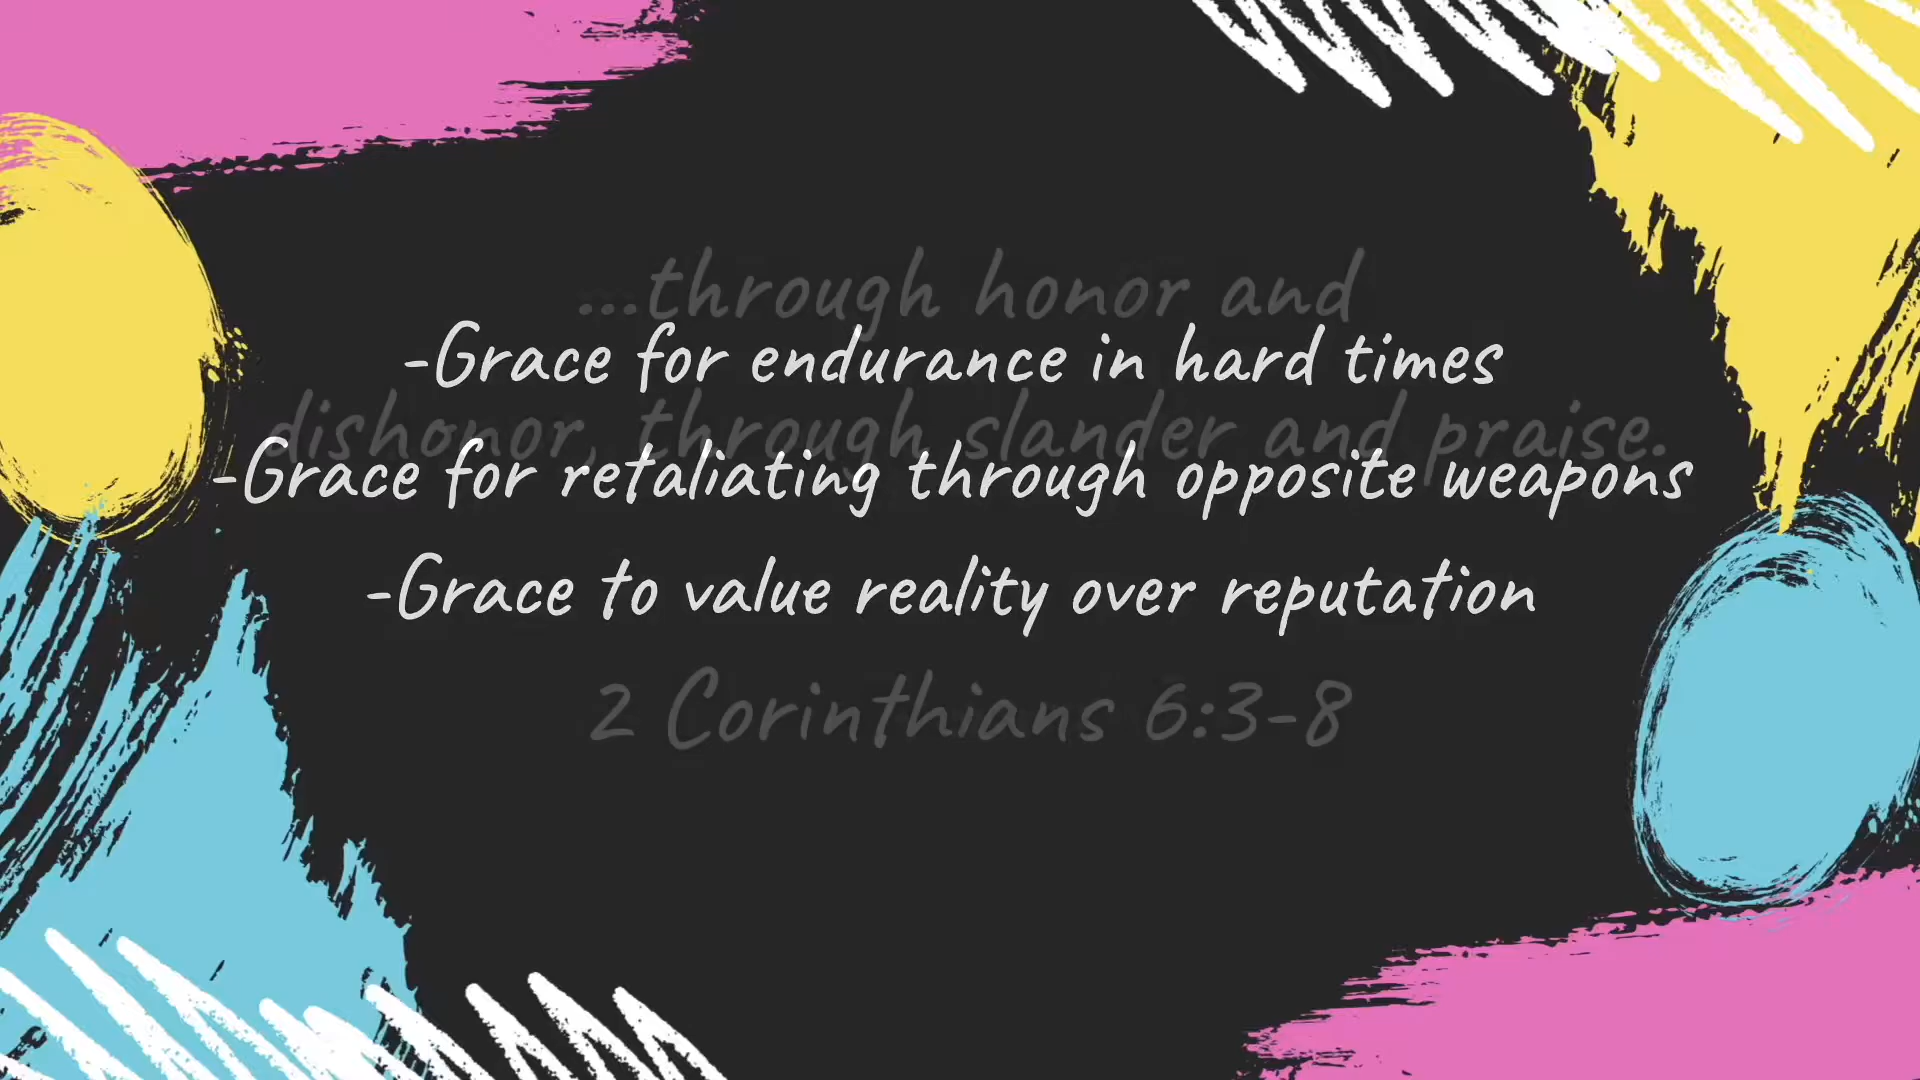 ...through honor and
-Grace for endurance in hard times
dishonor, through slander and praise.
-Grace for retaliating through opposite weapons
-Grace to value reality over reputation
2 Corinthians 6:3-8